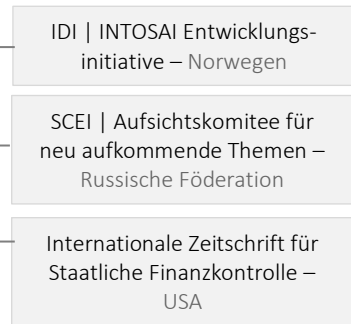 IDI | INTOSAI Entwicklungs-
initiative – Norwegen
SCEI | Aufsichtskomitee für
neu aufkommende Themen –
Russische Föderation
Internationale Zeitschrift für
Staatliche Finanzkontrolle –
USA